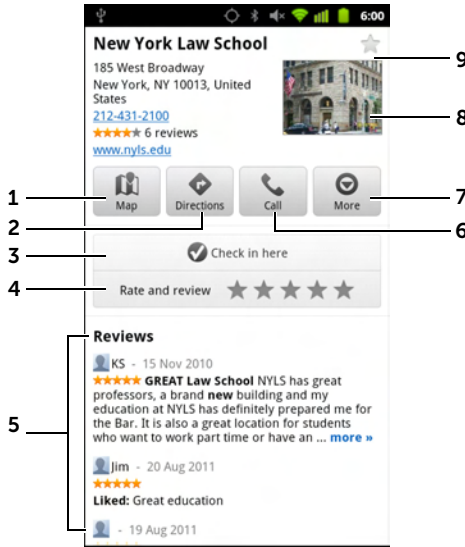 6:00
New York Law School
9
185 West Broadway
New York, NY 10013, United
States
212-431-2100
8
6 reviews
www.nyls.edu
1
Map
Directions
Call
More
7
2
6
3
Check in here
4
Rate and review
Reviews
KS - 15 Nov 2010
GREAT Law School NYLS has great
professors, a brand new building and my
education at NYLS has definitely prepared me for
the Bar. It is also a great location for students
who want to work part time or have an ... more »
5
Jim - 20 Aug 2011
Liked: Great education
- 19 Aug 2011